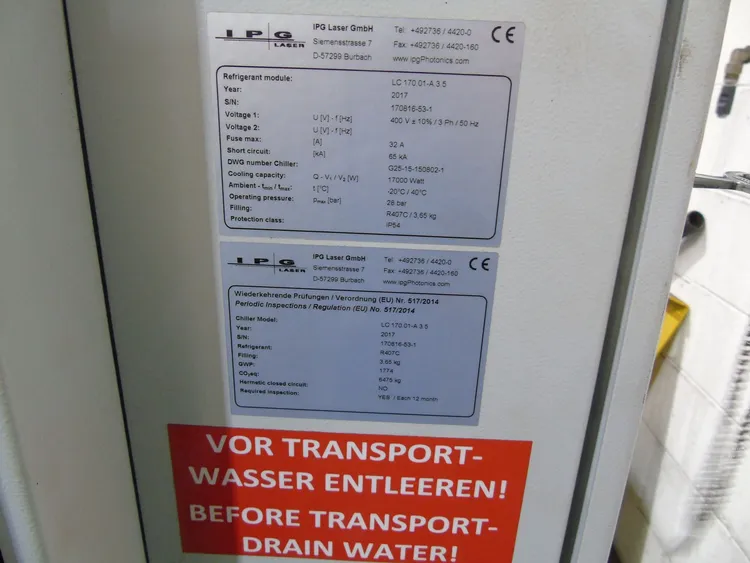 IPG LASER
IPG Laser GmbH
Siemensstrasse 7
D-57299 Burbach
Tel. +492736 / 4420-0
Fax: +492736 / 4420-160
www.ipgPhotonics.com
CE
Refrigerant module: LC 170.01-A.3.5
Year: 2017
S/N: 170816-53-1
Voltage 1: U [V] - f [Hz] 400 V ± 10% / 3 Ph / 50 Hz
Voltage 2: U [V] - f [Hz]
Fuse max: [A] 32 A
Short circuit: [kA] 65 kA
DWG number Chiller: G25-15-150802-1
Cooling capacity: Q - V1 / V2 [W] 17000 Watt
Ambient - tmin / tmax: t [°C] -20°C / 40°C
Operating pressure: pmax [bar] 28 bar
Filling: R407C / 3,65 kg
Protection class: IP54
IPG LASER
IPG Laser GmbH
Siemensstrasse 7
D-57299 Burbach
Tel. +492736 / 4420-0
Fax: +492736 / 4420-160
www.ipgPhotonics.com
CE
Wiederkehrende Prüfungen / Verordnung (EU) Nr. 517/2014
Periodic Inspections / Regulation (EU) No. 517/2014
Chiller Model: LC 170.01-A.3.5
Year: 2017
S/N: 170816-53-1
Refrigerant: R407C
Filling: 3,65 kg
GWP: 1774
CO2eq: 6475 kg
Hermetic closed circuit: NO
Required inspection: YES / Each 12 month
VOR TRANSPORT-
WASSER ENTLEEREN!
BEFORE TRANSPORT-
DRAIN WATER!